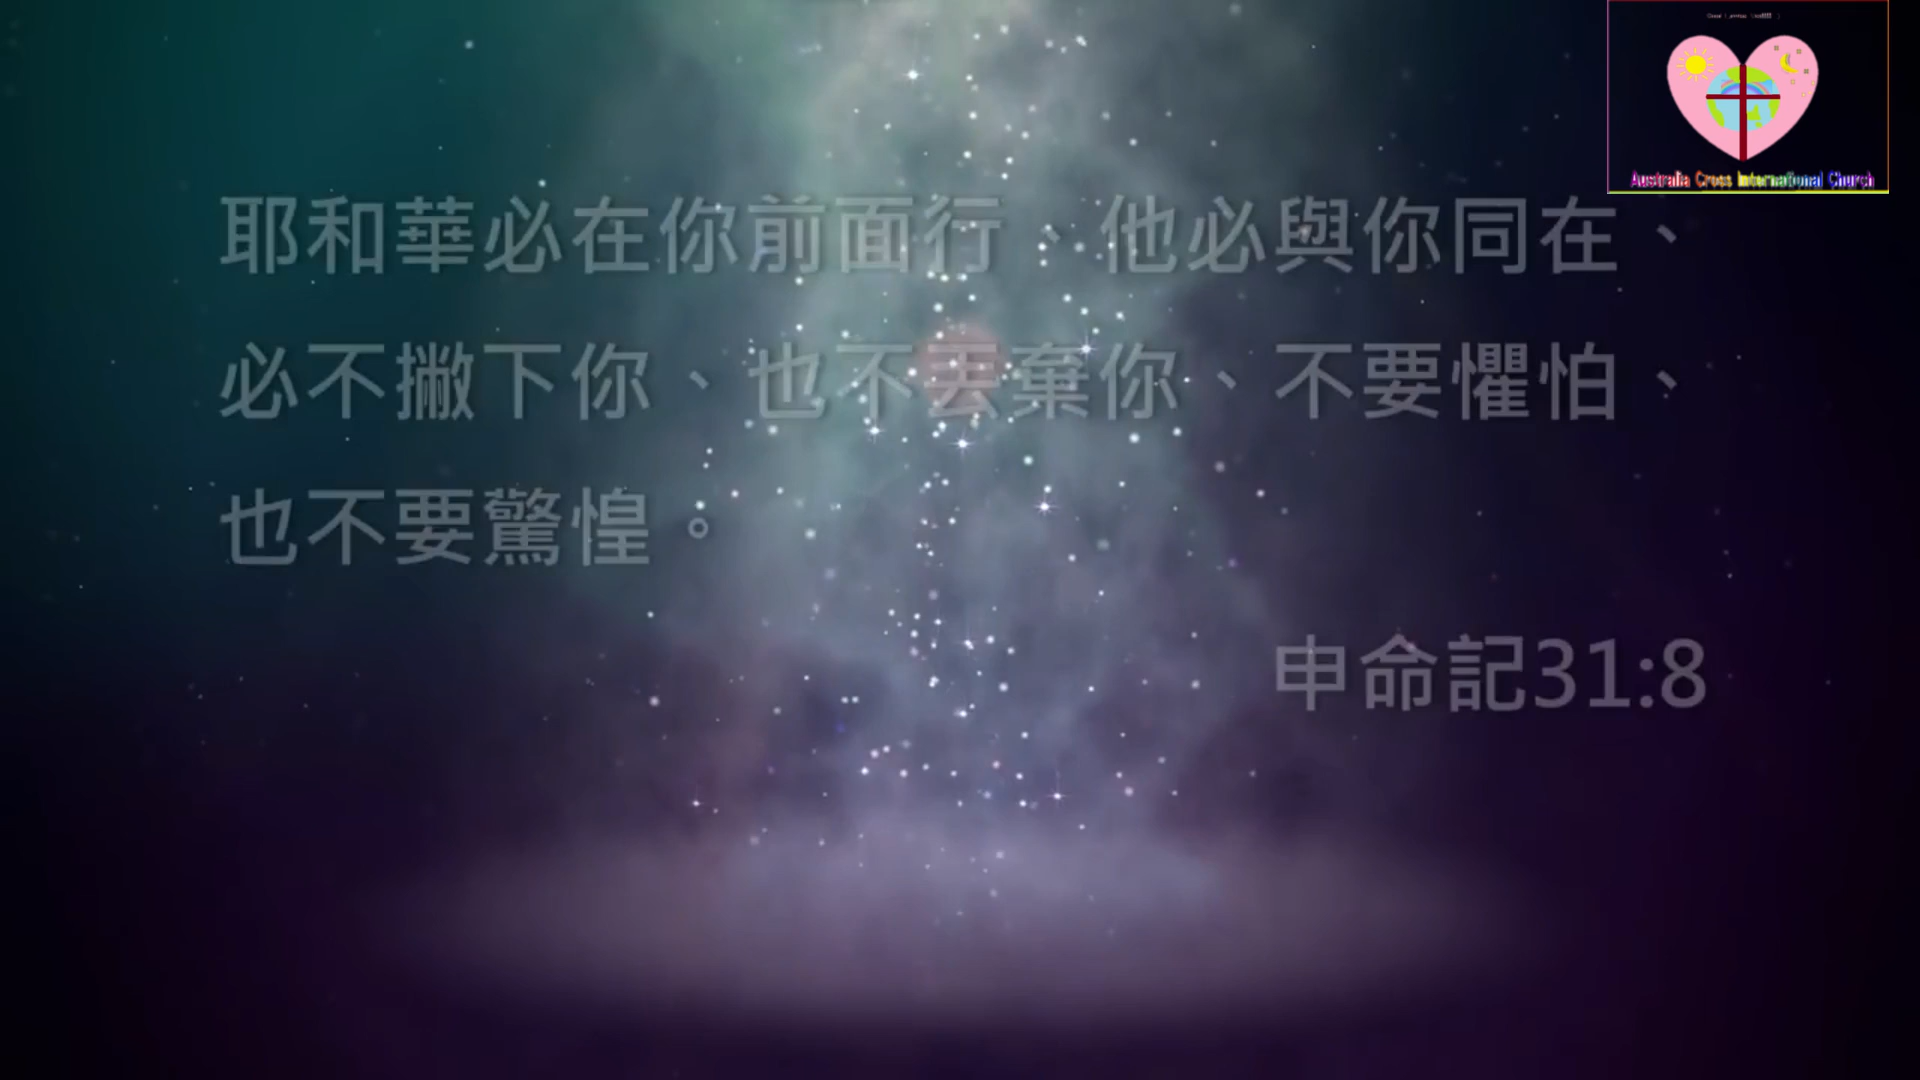 Australia Cross International Church
耶和華必在你前面行、他必與你同在、
必不撇下你、也不丟棄你、不要懼怕、
也不要驚惶。
申命記31:8